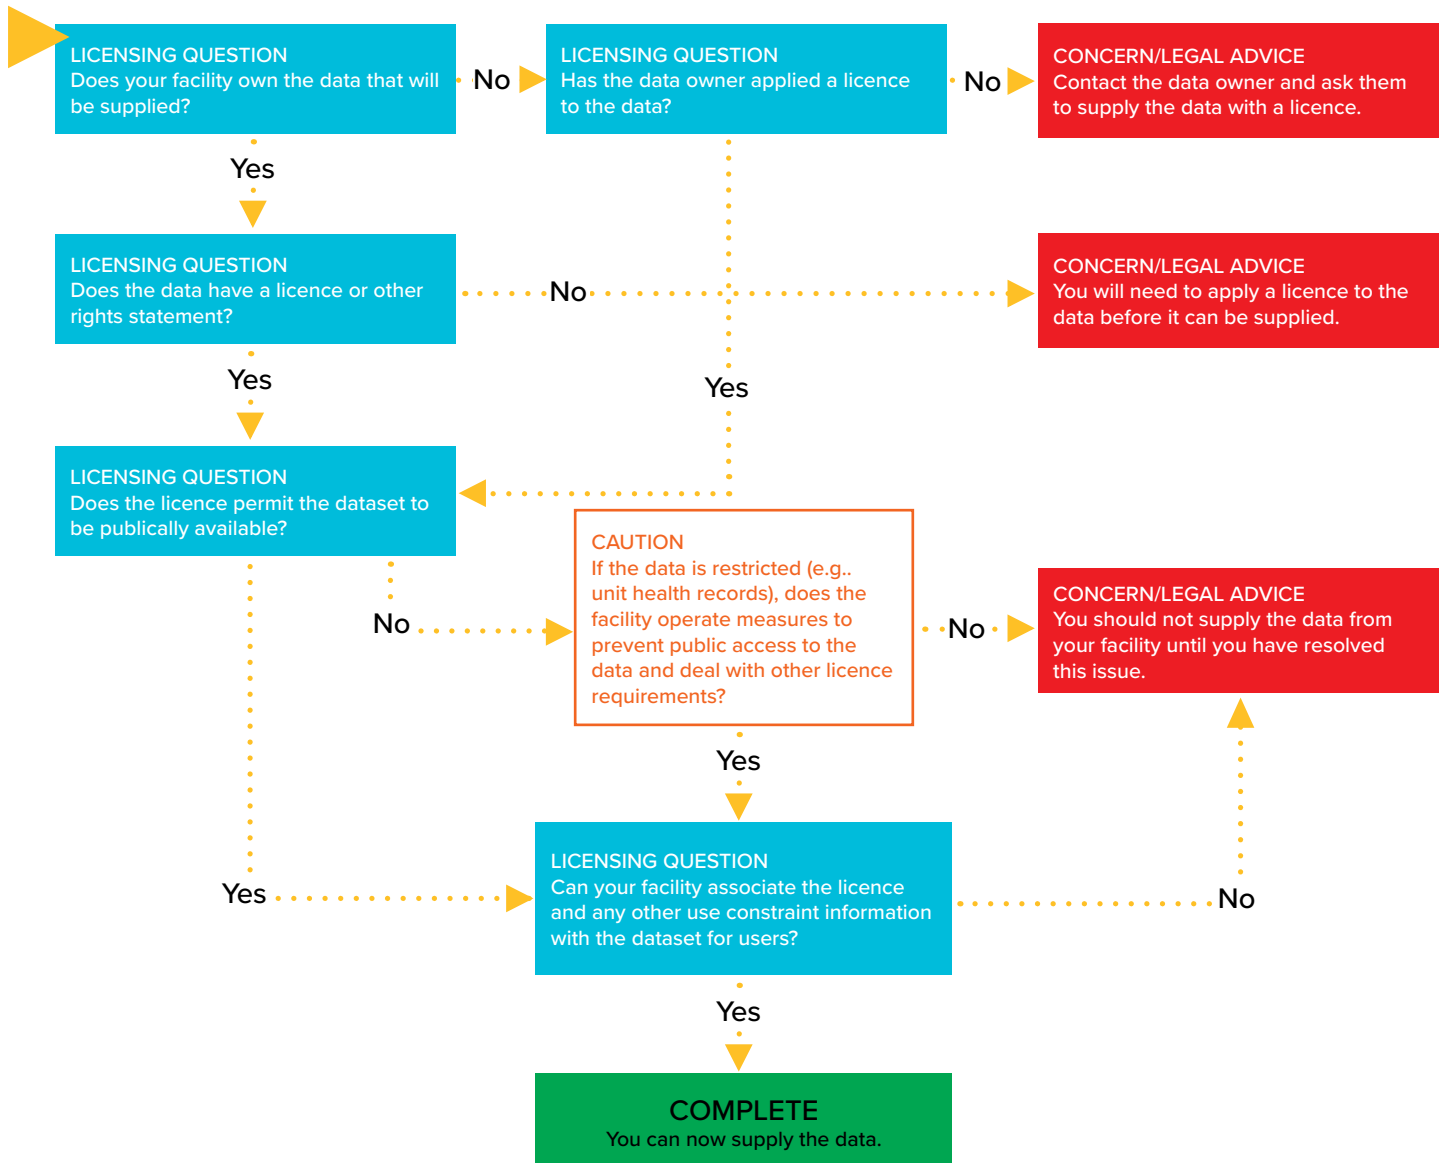 LICENSING QUESTION
Does your facility own the data that will
be supplied?
No
LICENSING QUESTION
Has the data owner applied a licence
to the data?
No
CONCERN/LEGAL ADVICE
Contact the data owner and ask them
to supply the data with a licence.
Yes
LICENSING QUESTION
Does the data have a licence or other
rights statement?
No
CONCERN/LEGAL ADVICE
You will need to apply a licence to the
data before it can be supplied.
Yes
Yes
LICENSING QUESTION
Does the licence permit the dataset to
be publically available?
No
CAUTION
If the data is restricted (e.g..
unit health records), does the
facility operate measures to
prevent public access to the
data and deal with other licence
requirements?
No
CONCERN/LEGAL ADVICE
You should not supply the data from
your facility until you have resolved
this issue.
Yes
Yes
LICENSING QUESTION
Can your facility associate the licence
and any other use constraint information
with the dataset for users?
No
Yes
COMPLETE
You can now supply the data.